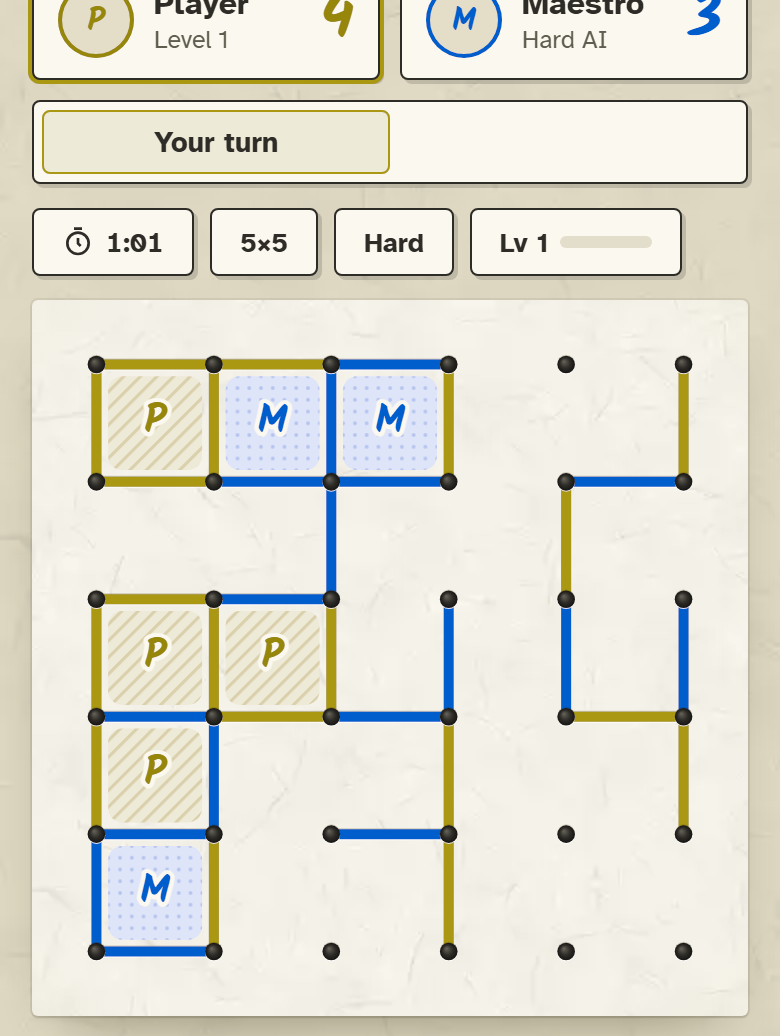 P Player 4
Level 1
M Maestro 3
Hard AI
Your turn
1:01 5×5 Hard Lv 1
P M M
P P
P
M